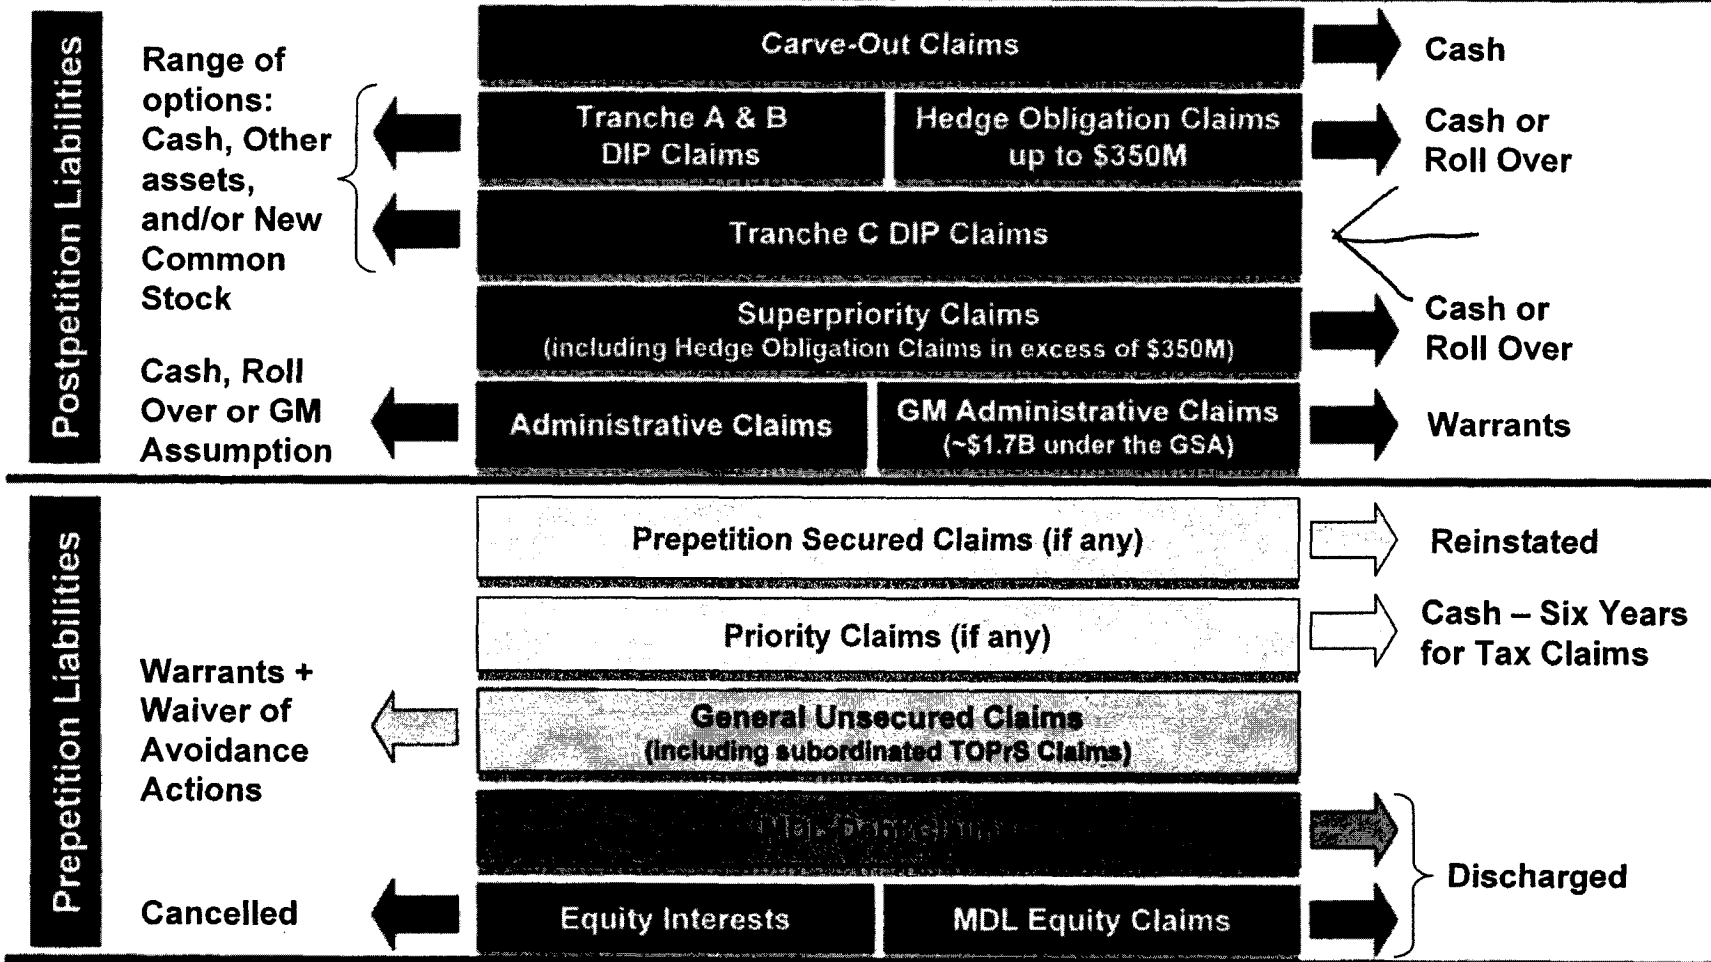 Postpetition Liabilities
Range of
options:
Cash, Other
assets,
and/or New
Common
Stock
Cash, Roll
Over or GM
Assumption
Carve-Out Claims
Cash
Tranche A & B
DIP Claims
Hedge Obligation Claims
up to $350M
Cash or
Roll Over
Tranche C DIP Claims
Superpriority Claims
(including Hedge Obligation Claims in excess of $350M)
Cash or
Roll Over
Administrative Claims
GM Administrative Claims
(~$1.7B under the GSA)
Warrants
Prepetition Liabilities
Prepetition Secured Claims (if any)
Reinstated
Priority Claims (if any)
Cash – Six Years
for Tax Claims
Warrants +
Waiver of
Avoidance
Actions
General Unsecured Claims
(including subordinated TOPrS Claims)
Discharged
Cancelled
Equity Interests
MDL Equity Claims